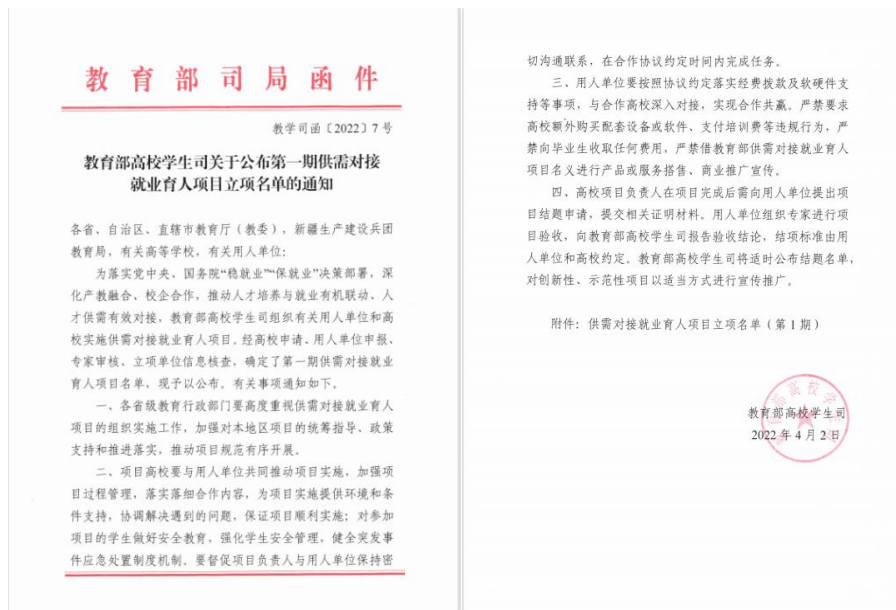 教育部司局函件
教学司函〔2022〕7号
教育部高校学生司关于公布第一期供需对接
就业育人项目立项名单的通知
各省、自治区、直辖市教育厅（教委），新疆生产建设兵团
教育局，有关高等学校，有关用人单位：
为落实党中央、国务院“稳就业”“保就业”决策部署，深
化产教融合、校企合作，推动人才培养与就业有机联动、人
才供需有效对接，教育部高校学生司组织有关用人单位和高
校实施供需对接就业育人项目。经高校申请、用人单位申报、
专家审核、立项单位信息核查，确定了第一期供需对接就业
育人项目名单，现予以公布。有关事项通知如下。
一、各省级教育行政部门要高度重视供需对接就业育人
项目的组织实施工作，加强对本地区项目的统筹指导、政策
支持和推进落实，推动项目规范有序开展。
二、项目高校要与用人单位共同推动项目实施，加强项
目过程管理，落实落细合作内容，为项目实施提供环境和条
件支持，协调解决遇到的问题，保证项目顺利实施；对参加
项目的学生做好安全教育，强化学生安全管理，健全突发事
件应急处置制度机制。要督促项目负责人与用人单位保持密
切沟通联系，在合作协议约定时间内完成任务。
三、用人单位要按照协议约定落实经费拨款及软硬件支
持等事项，与合作高校深入对接，实现合作共赢。严禁要求
高校额外购买配套设备或软件、支付培训费等违规行为，严
禁向毕业生收取任何费用，严禁借教育部供需对接就业育人
项目名义进行产品或服务搭售、商业推广宣传。
四、高校项目负责人在项目完成后需向用人单位提出项
目结题申请，提交相关证明材料。用人单位组织专家进行项
目验收，向教育部高校学生司报告验收结论，结项标准由用
人单位和高校约定。教育部高校学生司将适时公布结题名单，
对创新性、示范性项目以适当方式进行宣传推广。
附件：供需对接就业育人项目立项名单（第1期）
教育部高校学生司
2022年4月2日